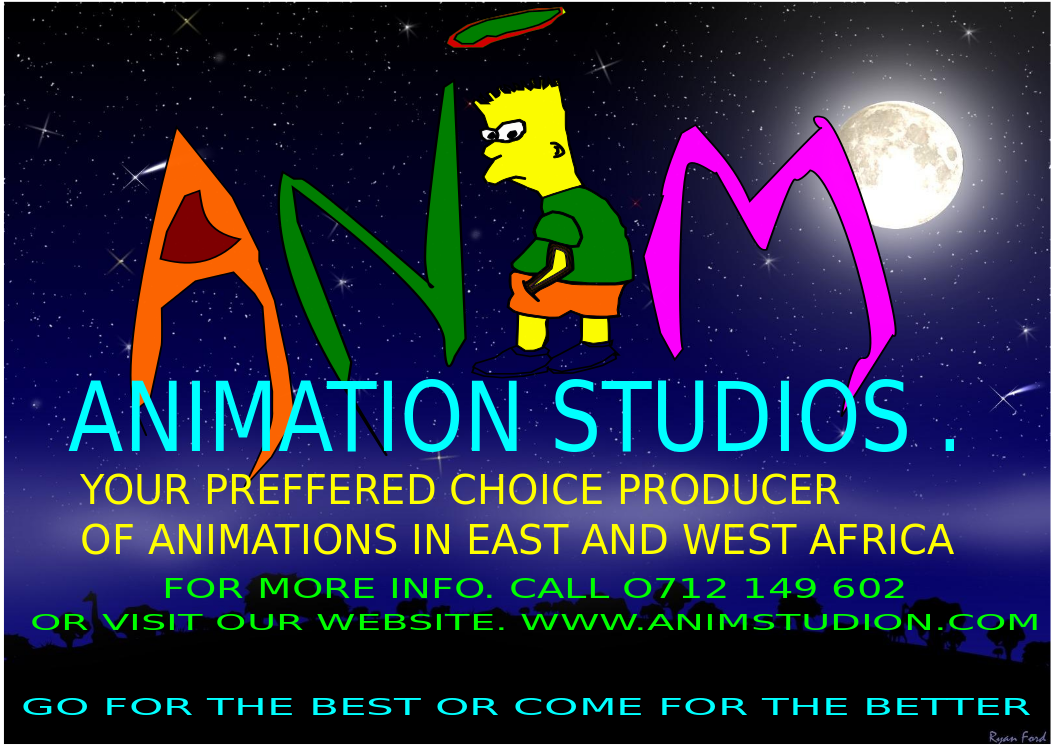 ANIM
ANIMATION STUDIOS .
YOUR PREFFERED CHOICE PRODUCER
OF ANIMATIONS IN EAST AND WEST AFRICA
FOR MORE INFO. CALL O712 149 602
OR VISIT OUR WEBSITE. WWW.ANIMSTUDION.COM
GO FOR THE BEST OR COME FOR THE BETTER
Ryan Ford